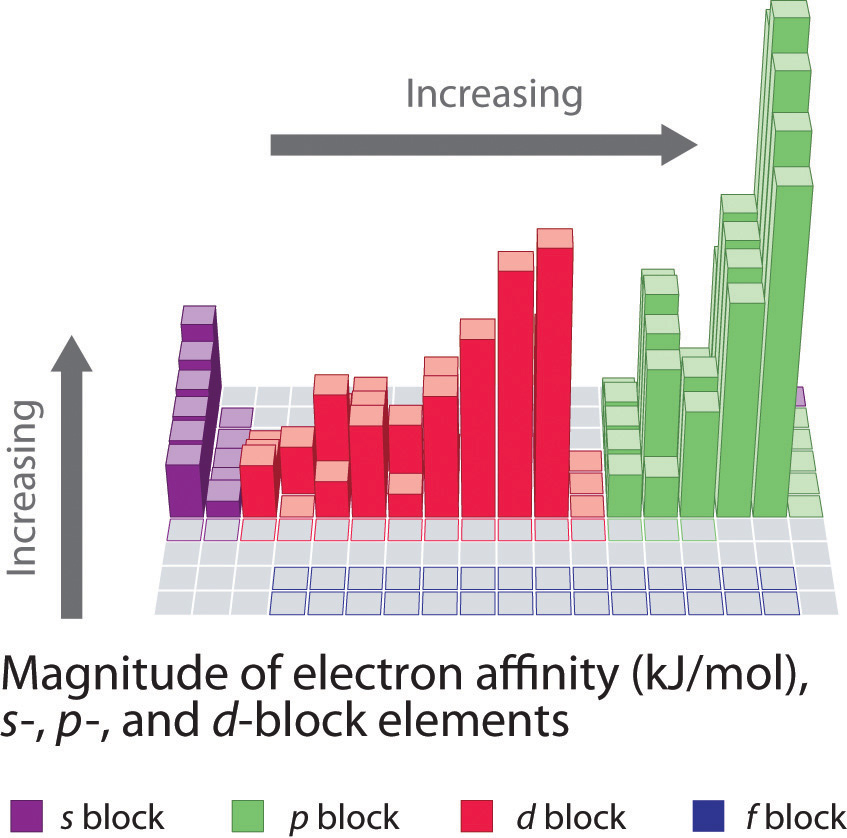 Increasing
Increasing
Magnitude of electron affinity (kJ/mol),
s-, p-, and d-block elements
s block
p block
d block
f block